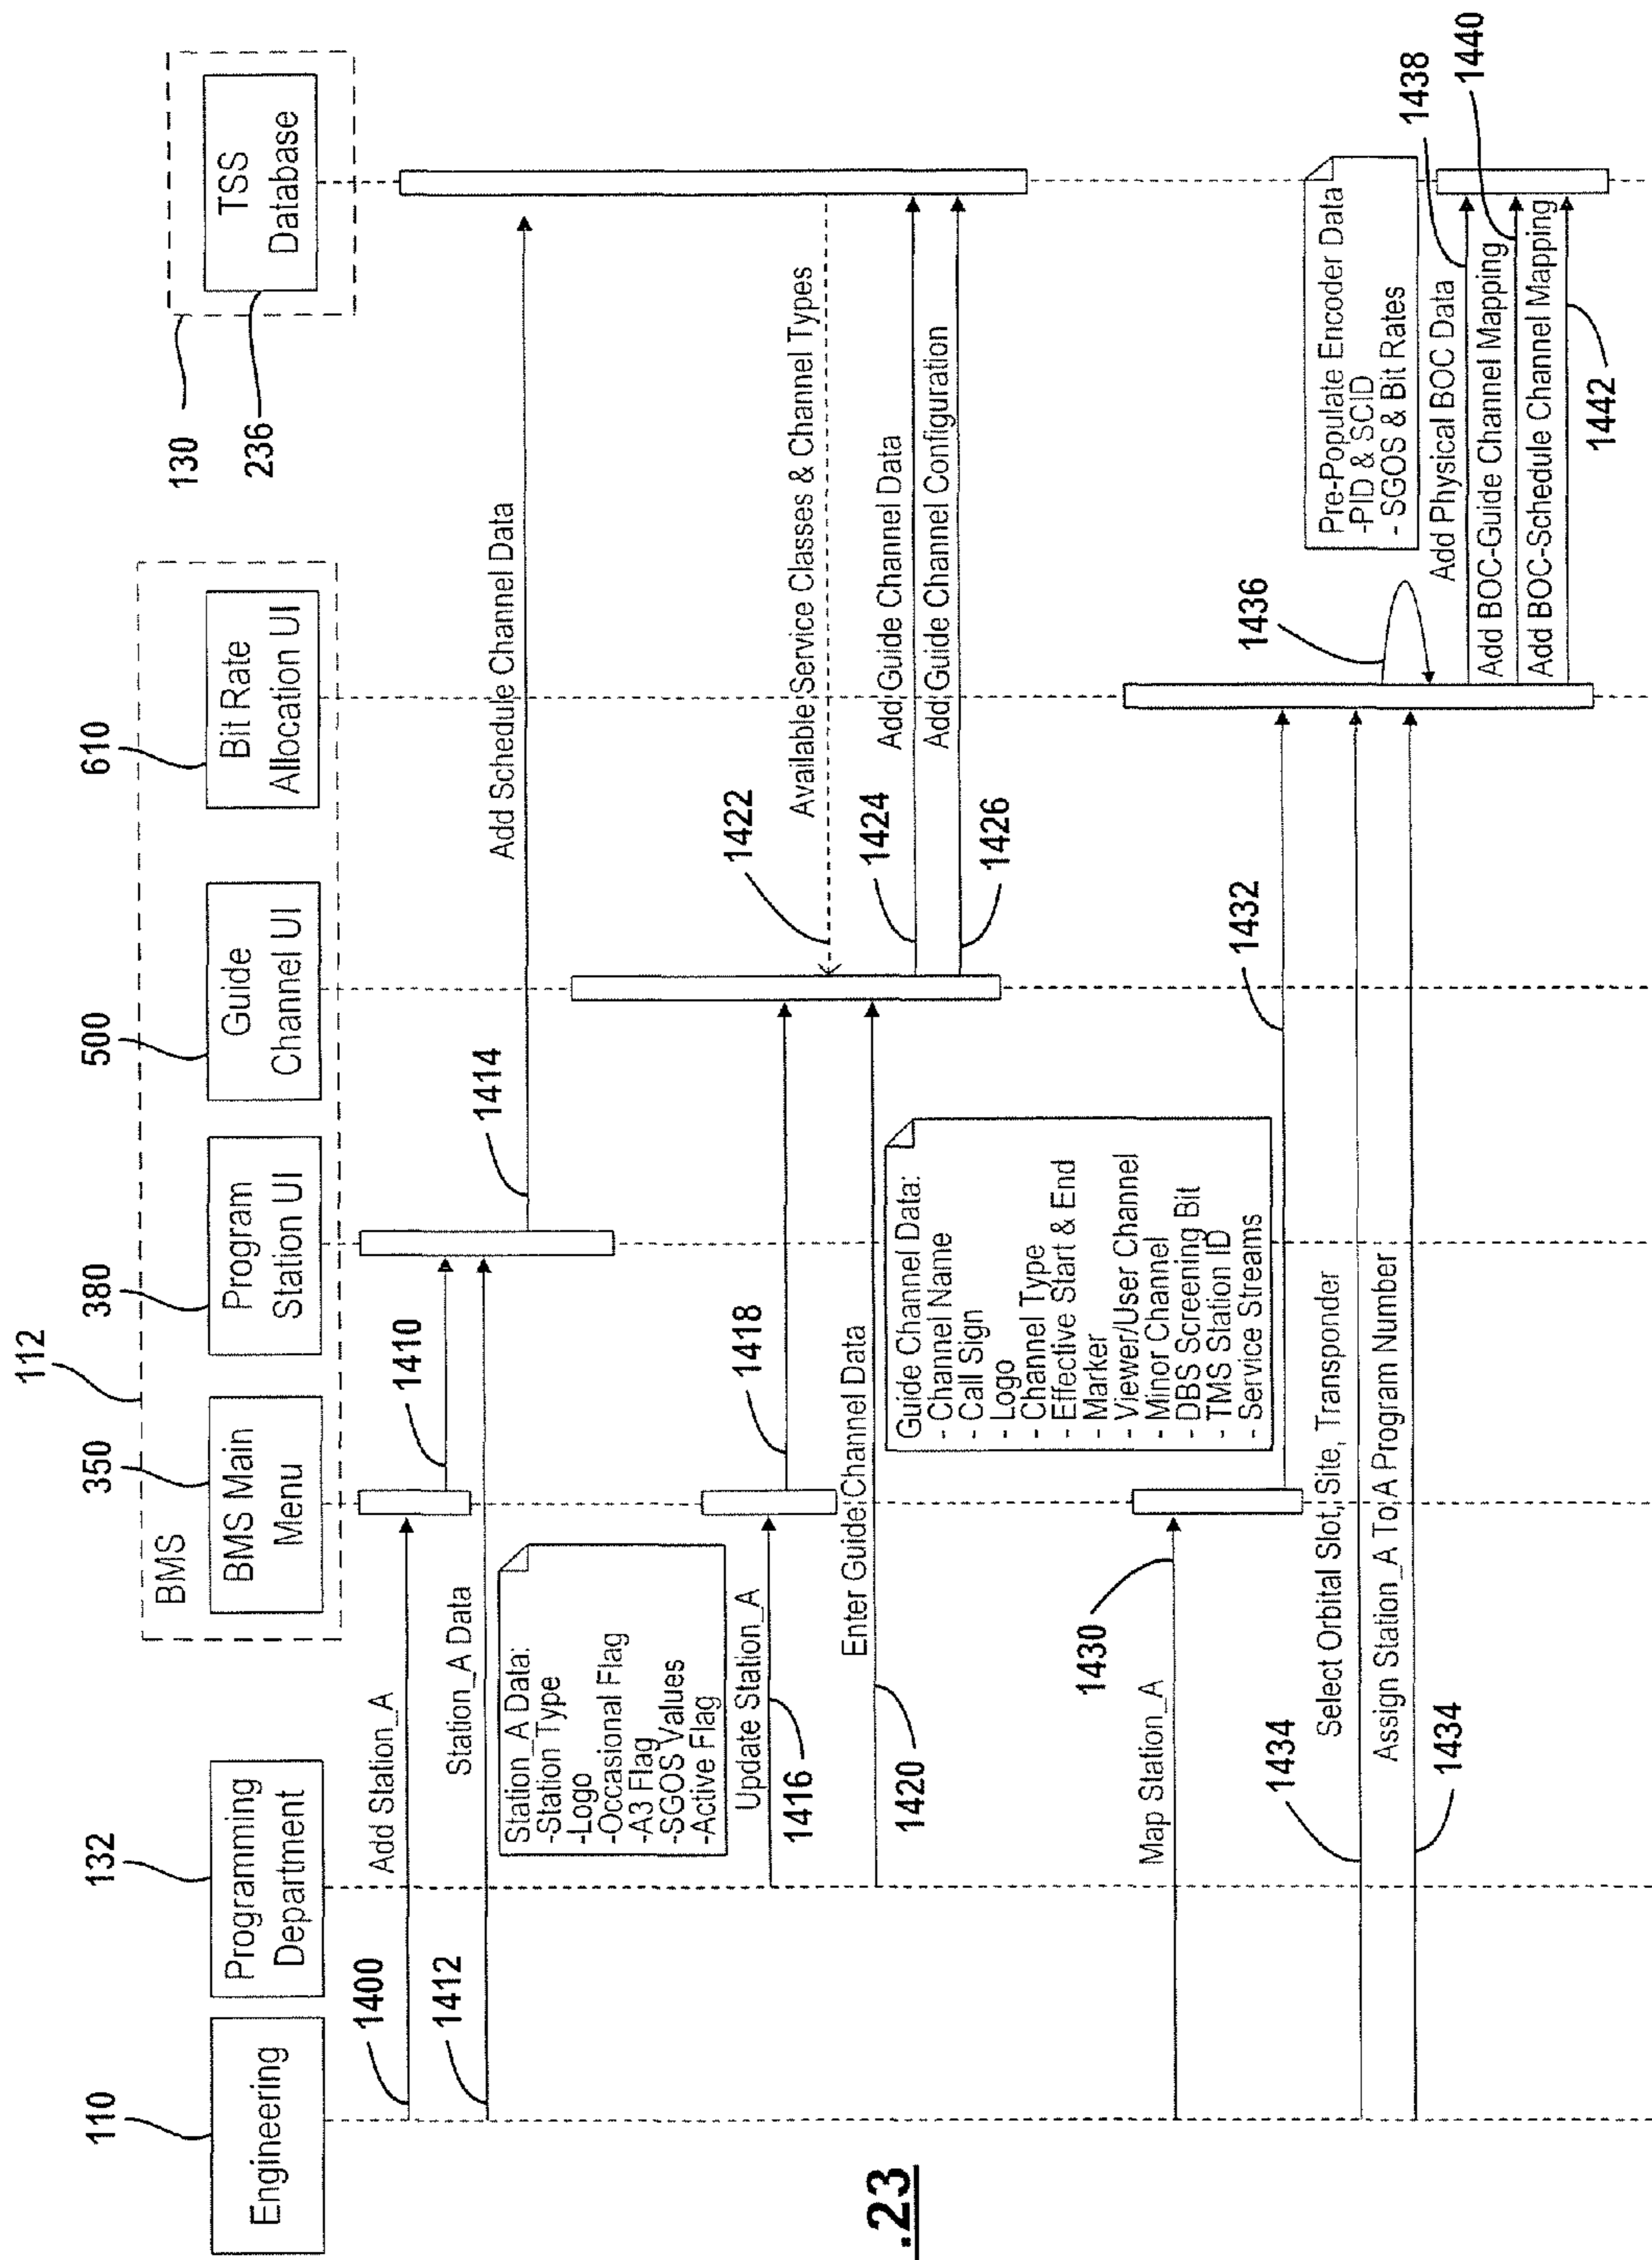 110
Engineering
132
Programming
Department
112
BMS
350
BMS Main
Menu
380
Program
Station UI
500
Guide
Channel UI
610
Bit Rate
Allocation UI
130
236
TSS
Database
1400
Add Station_A
1410
1412
Station_A Data
1414
Add Schedule Channel Data
Station_A Data:
-Station Type
-Logo
-Occasional Flag
-A3 Flag
-SGOS Values
-Active Flag
Update Station_A
1416
1418
1422
Available Service Classes & Channel Types
1420
Enter Guide Channel Data
1424
Add Guide Channel Data
1426
Add Guide Channel Configuration
Guide Channel Data:
- Channel Name
- Call Sign
- Logo
- Channel Type
- Effective Start & End
- Marker
- Viewer/User Channel
- Minor Channel
- DBS Screening Bit
- TMS Station ID
- Service Streams
Map Station_A
1430
1432
1434
Select Orbital Slot, Site, Transponder
Assign Station_A To A Program Number
1434
1436
Pre-Populate Encoder Data
-PID & SCID
- SGOS & Bit Rates
Add Physical BOC Data
1438
Add BOC-Guide Channel Mapping
1440
Add BOC-Schedule Channel Mapping
1442
.23